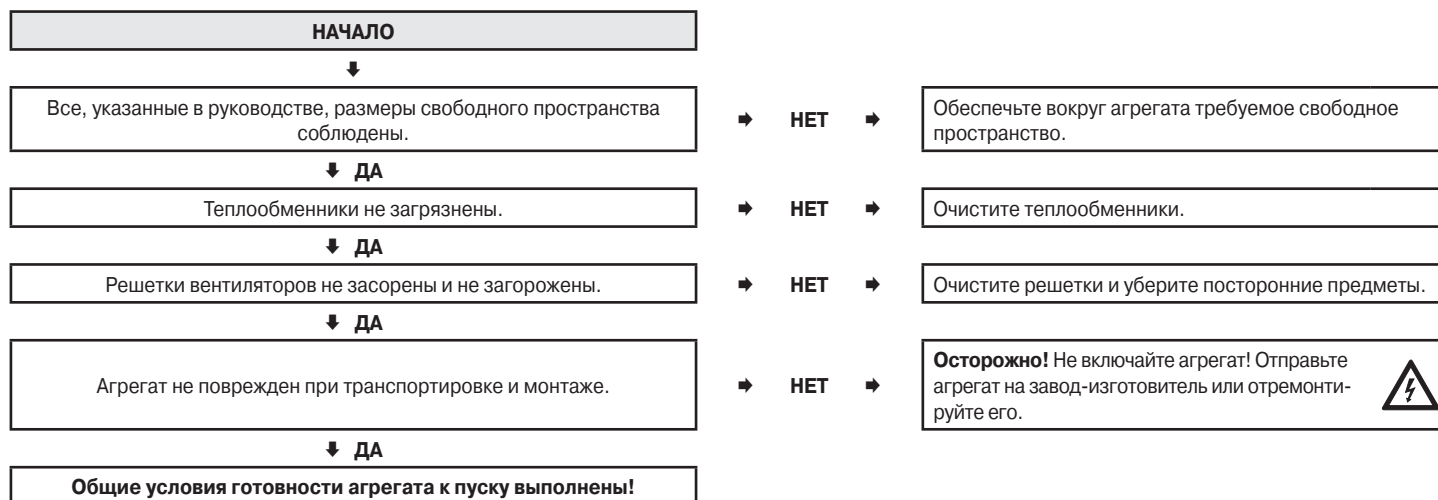 НАЧАЛО
Все, указанные в руководстве, размеры свободного пространства
соблюдены.
НЕТ
Обеспечьте вокруг агрегата требуемое свободное
пространство.
ДА
Теплообменники не загрязнены.
НЕТ
Очистите теплообменники.
ДА
Решетки вентиляторов не засорены и не загорожены.
НЕТ
Очистите решетки и уберите посторонние предметы.
ДА
Агрегат не поврежден при транспортировке и монтаже.
НЕТ
Осторожно! Не включайте агрегат! Отправьте
агрегат на завод-изготовитель или отремонти-
руйте его.
ДА
Общие условия готовности агрегата к пуску выполнены!